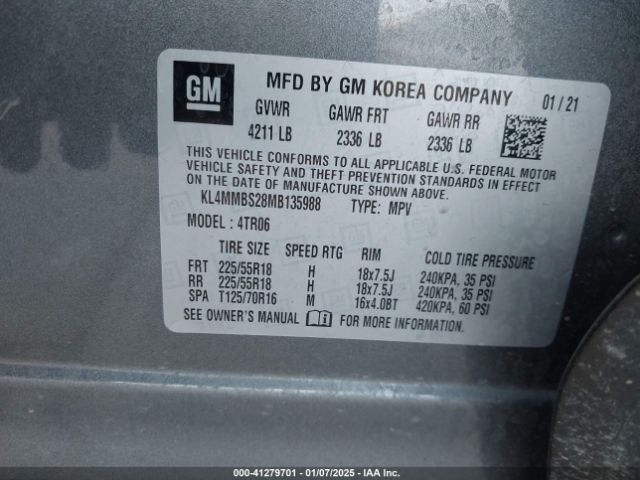 GM
MFD BY GM KOREA COMPANY 01 / 21
GVWR GAWR FRT GAWR RR
4211 LB 2336 LB 2336 LB
THIS VEHICLE CONFORMS TO ALL APPLICABLE U.S. FEDERAL MOTOR
VEHICLE SAFETY AND THEFT PREVENTION STANDARDS IN EFFECT
ON THE DATE OF MANUFACTURE SHOWN ABOVE.
KL4MMBS28MB135988 TYPE: MPV
MODEL : 4TR06
TIRE SIZE SPEED RTG RIM COLD TIRE PRESSURE
FRT 225/55R18 H 18x7.5J 240KPA, 35 PSI
RR 225/55R18 H 18x7.5J 240KPA, 35 PSI
SPA T125/70R16 M 16x4.0BT 420KPA, 60 PSI
SEE OWNER'S MANUAL FOR MORE INFORMATION.
000-41279701 - 01/07/2025 - IAAI.COM